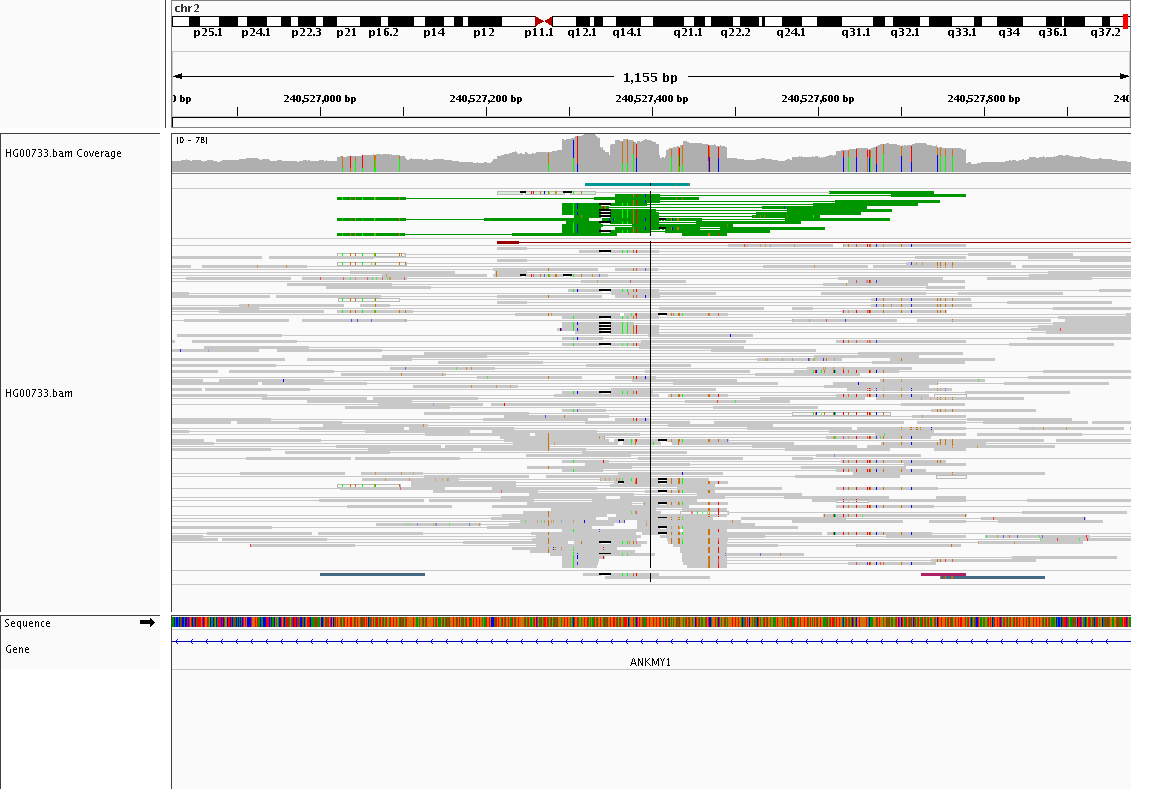 chr2
p25.1 p24.1 p22.3 p21 p16.2 p14 p12 p11.1 q12.1 q14.1 q21.1 q22.2 q24.1 q31.1 q32.1 q33.1 q34 q36.1 q37.2
1,155 bp
0 bp 240,527,000 bp 240,527,200 bp 240,527,400 bp 240,527,600 bp 240,527,800 bp 240
[0 - 78]
HG00733.bam Coverage
HG00733.bam
Sequence
Gene
ANKMY1